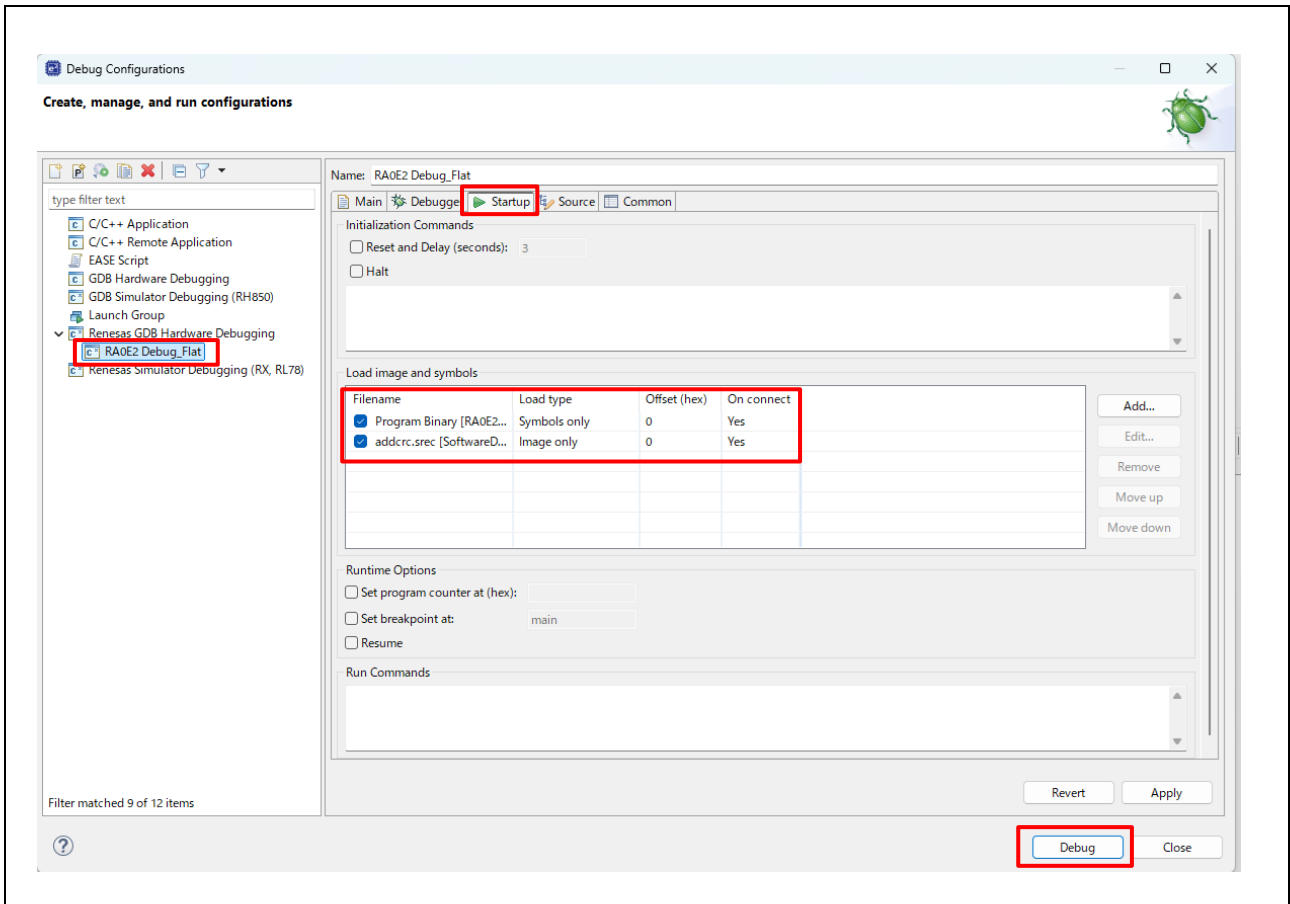 Debug Configurations
Create, manage, and run configurations
type filter text
C/C++ Application
C/C++ Remote Application
EASE Script
GDB Hardware Debugging
GDB Simulator Debugging (RH850)
Launch Group
Renesas GDB Hardware Debugging
RA0E2 Debug_Flat
Renesas Simulator Debugging (RX, RL78)
Filter matched 9 of 12 items
Name: RA0E2 Debug_Flat
Main Debugge Startup Source Common
Initialization Commands
Reset and Delay (seconds): 3
Halt
Load image and symbols
Filename Load type Offset (hex) On connect
Program Binary [RA0E2... Symbols only 0 Yes
addcrc.srec [SoftwareD... Image only 0 Yes
Add...
Edit...
Remove
Move up
Move down
Runtime Options
Set program counter at (hex):
Set breakpoint at: main
Resume
Run Commands
Revert Apply
Debug Close